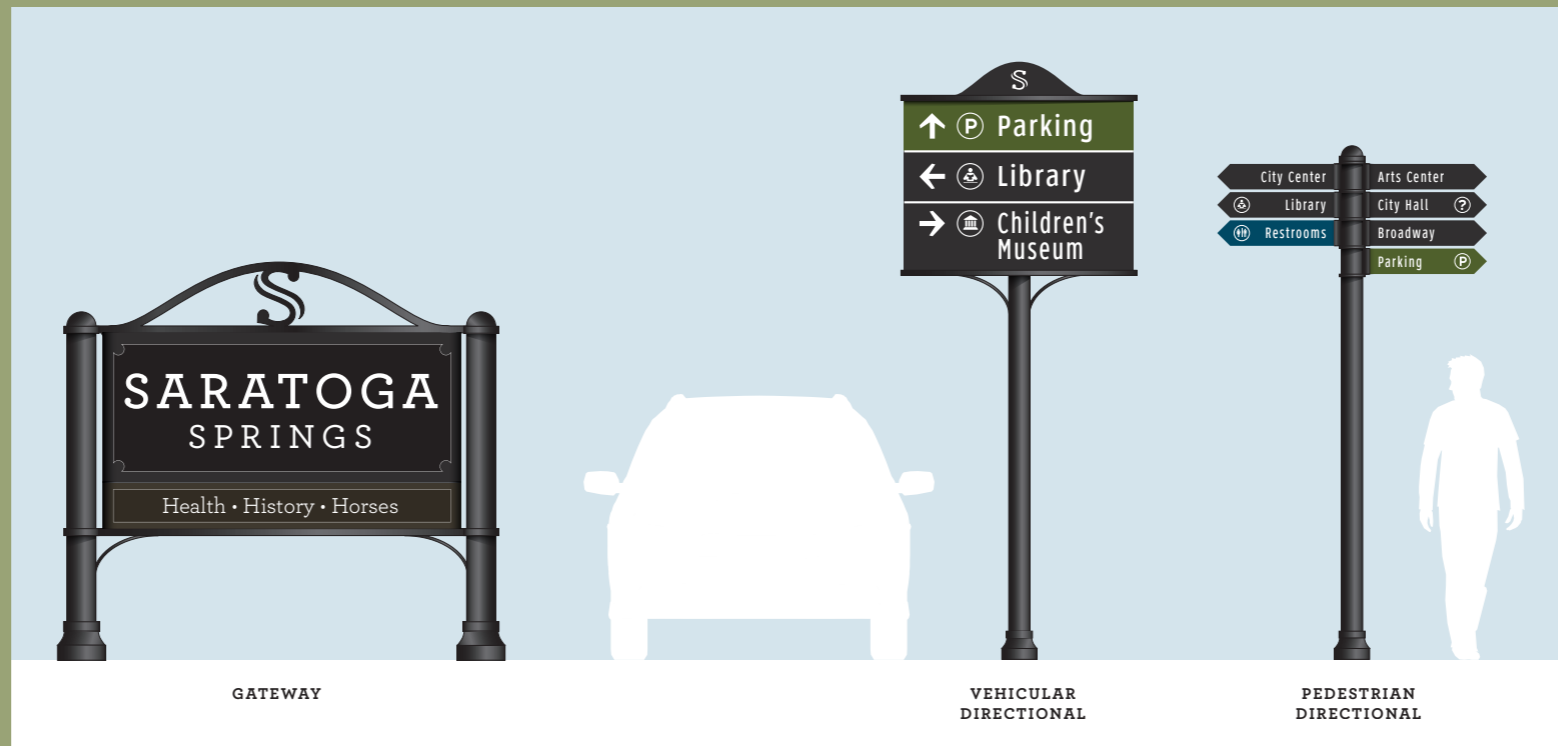 S
SARATOGA
SPRINGS
Health • History • Horses
GATEWAY
S
P Parking
Library
Children's
Museum
VEHICULAR
DIRECTIONAL
City Center
Library
Restrooms
Arts Center
City Hall ?
Broadway
Parking P
PEDESTRIAN
DIRECTIONAL